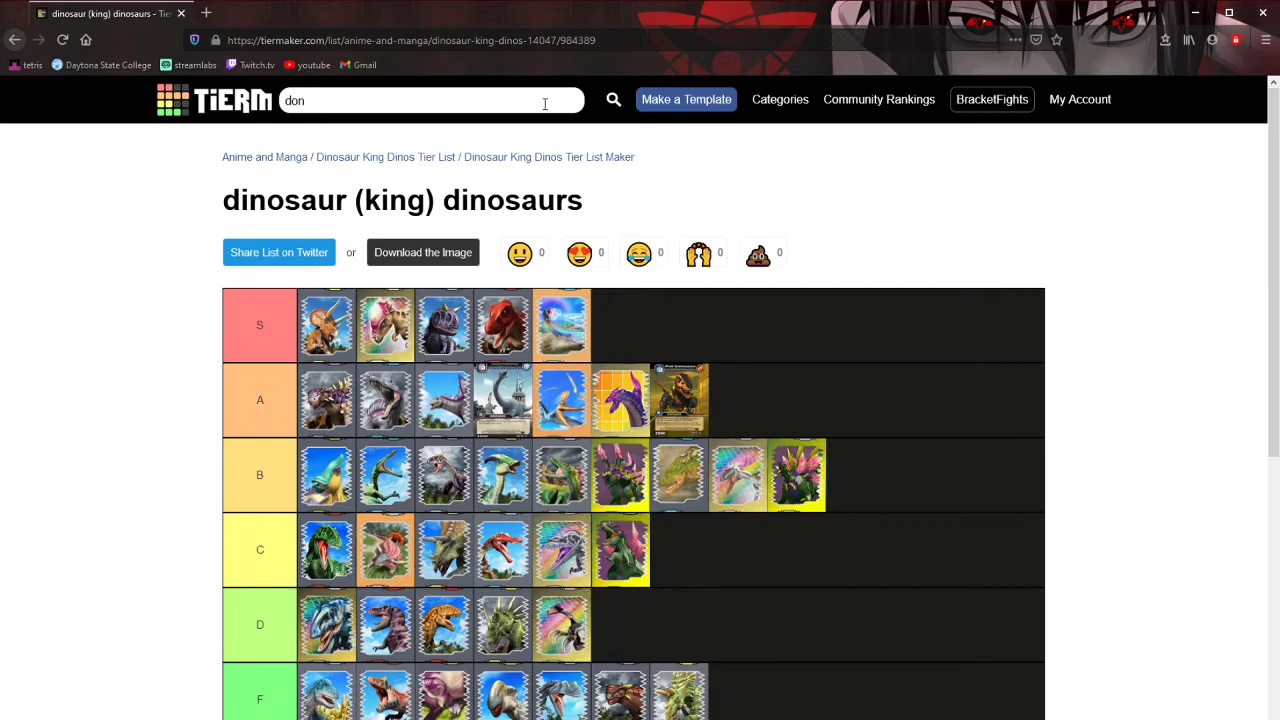 dinosaur (king) dinosaurs - Tie
https://tiermaker.com/list/anime-and-manga/dinosaur-king-dinos-14047/984389
tetris Daytona State College streamlabs Twitch.tv youtube Gmail
TiERM don Make a Template Categories Community Rankings BracketFights My Account
Anime and Manga / Dinosaur King Dinos Tier List / Dinosaur King Dinos Tier List Maker
dinosaur (king) dinosaurs
Share List on Twitter or Download the Image 0 0 0 0 0
S
A
B
C
D
F